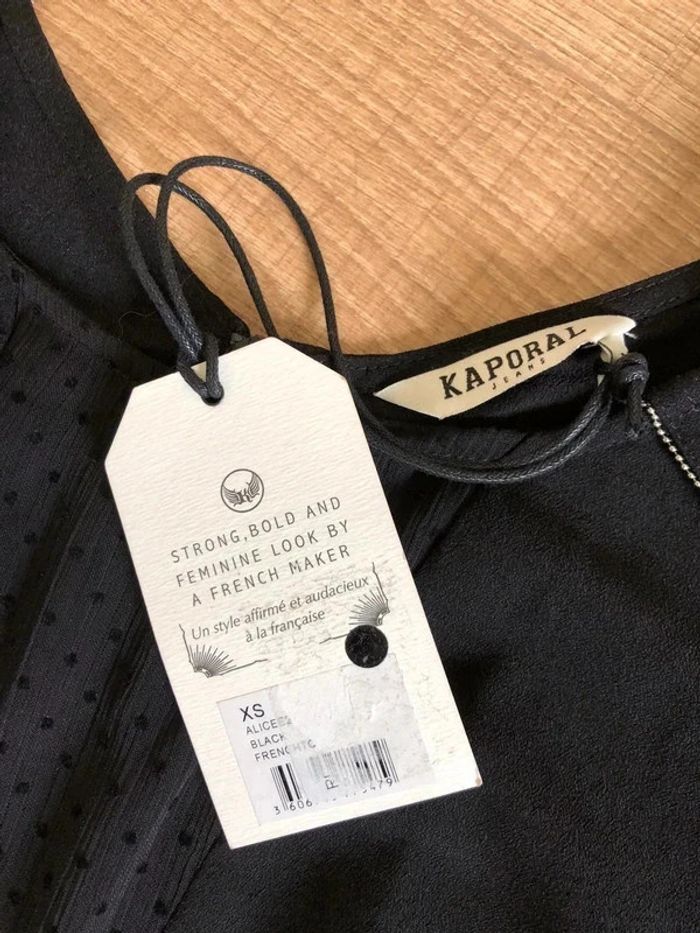 KAPORAL
JEANS
STRONG, BOLD AND
FEMININE LOOK BY
A FRENCH MAKER
Un style affirmé et audacieux
à la française
XS
BLACK